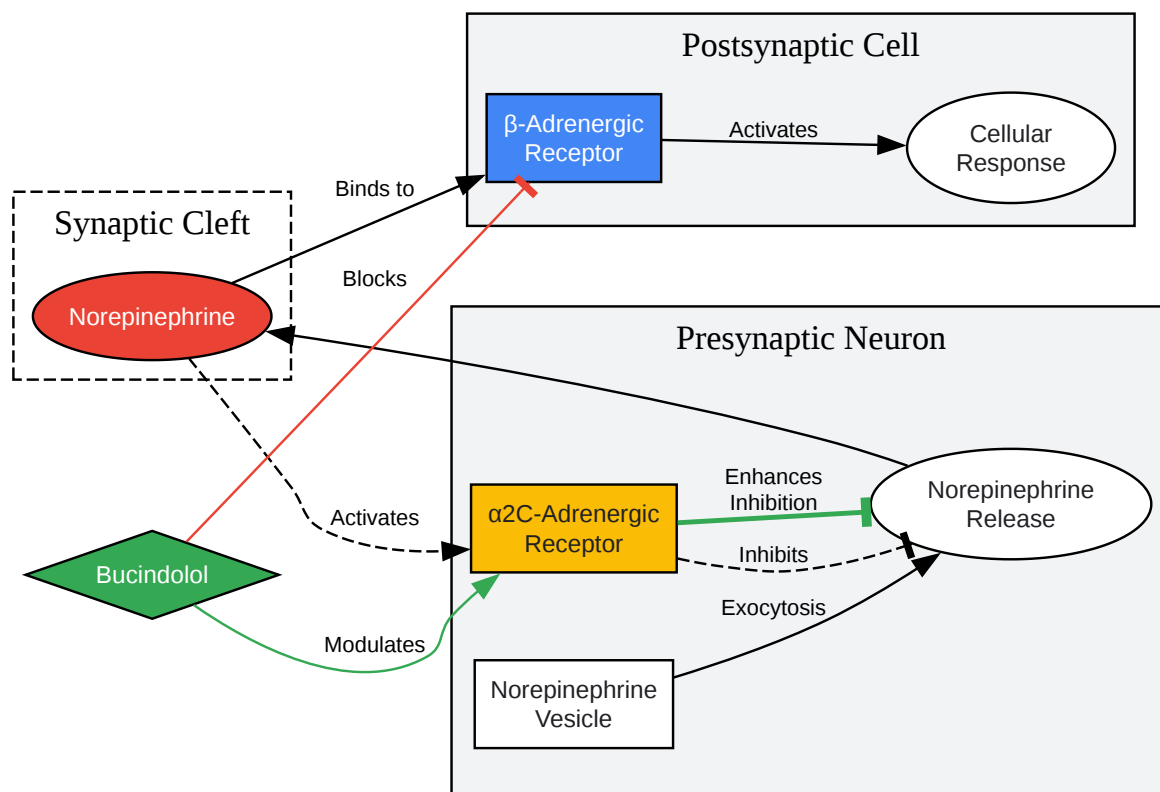 Postsynaptic Cell
β-Adrenergic
Receptor
Activates
Cellular
Response
Binds to
Synaptic Cleft
Norepinephrine
Blocks
Presynaptic Neuron
Enhances
Inhibition
Norepinephrine
Release
α2C-Adrenergic
Receptor
Activates
Inhibits
Bucindolol
Exocytosis
Modulates
Norepinephrine
Vesicle